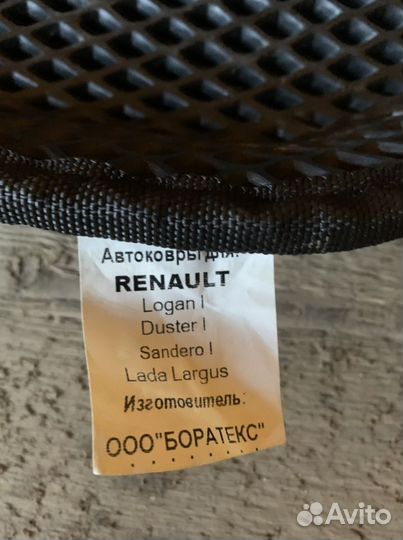 Автоковры для:
RENAULT
Logan I
Duster I
Sandero I
Lada Largus
Изготовитель:
ООО"БОРАТЕКС"
Avito